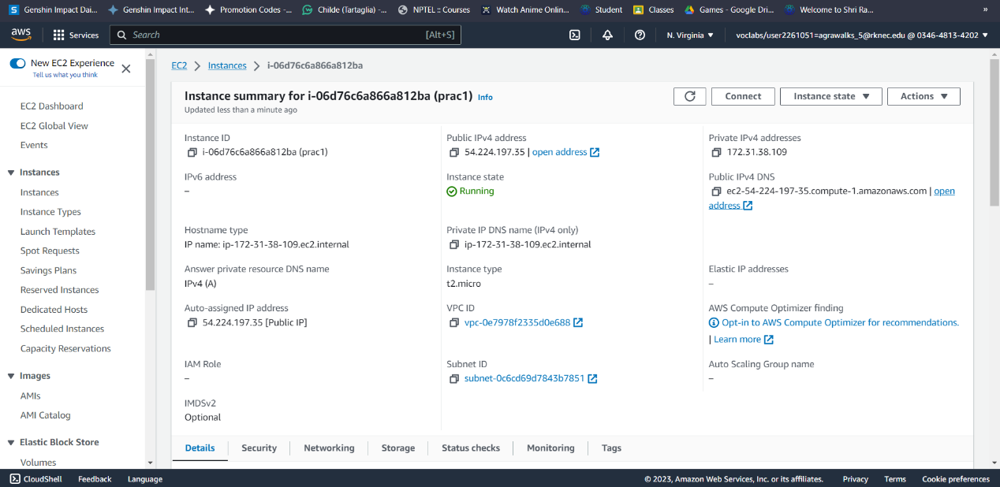 Genshin Impact Dai... Genshin Impact Int... Promotion Codes -... Childe (Tartaglia) -... NPTEL :: Courses Watch Anime Onlin... Student Classes Games - Google Dri... Welcome to Shri Ra... »
aws Services Search [Alt+S] N. Virginia voclabs/user2261051=agrawalks_5@rknec.edu @ 0346-4813-4202
New EC2 Experience
Tell us what you think
EC2 Dashboard
EC2 Global View
Events
Instances
Instances
Instance Types
Launch Templates
Spot Requests
Savings Plans
Reserved Instances
Dedicated Hosts
Scheduled Instances
Capacity Reservations
Images
AMIs
AMI Catalog
Elastic Block Store
Volumes
EC2 > Instances > i-06d76c6a866a812ba
Instance summary for i-06d76c6a866a812ba (prac1) Info
Updated less than a minute ago
Connect Instance state Actions
Instance ID
i-06d76c6a866a812ba (prac1)
Public IPv4 address
54.224.197.35 | open address
Private IPv4 addresses
172.31.38.109
IPv6 address
–
Instance state
Running
Public IPv4 DNS
ec2-54-224-197-35.compute-1.amazonaws.com | open
address
Hostname type
IP name: ip-172-31-38-109.ec2.internal
Private IP DNS name (IPv4 only)
ip-172-31-38-109.ec2.internal
Answer private resource DNS name
IPv4 (A)
Instance type
t2.micro
Elastic IP addresses
–
Auto-assigned IP address
54.224.197.35 [Public IP]
VPC ID
vpc-0e7978f2335d0e688
AWS Compute Optimizer finding
Opt-in to AWS Compute Optimizer for recommendations.
| Learn more
IAM Role
–
Subnet ID
subnet-0c6cd69d7843b7851
Auto Scaling Group name
–
IMDSv2
Optional
Details Security Networking Storage Status checks Monitoring Tags
CloudShell Feedback Language © 2023, Amazon Web Services, Inc. or its affiliates. Privacy Terms Cookie preferences